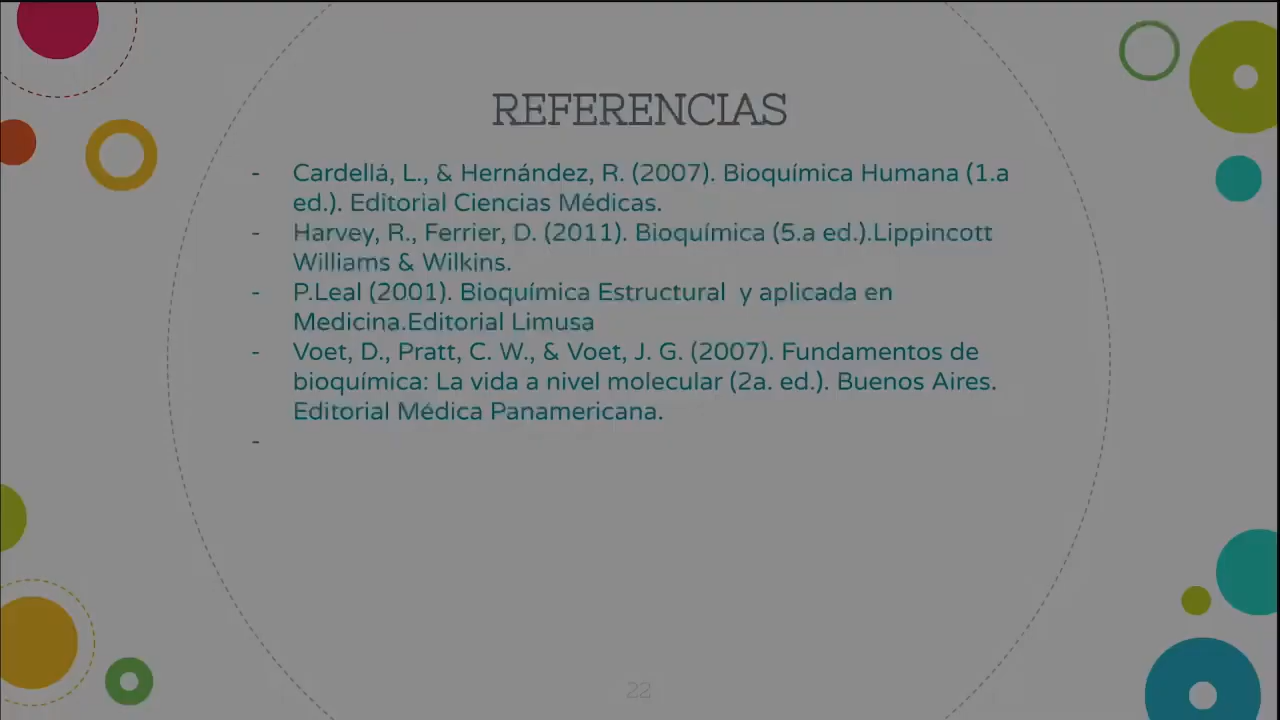 REFERENCIAS
- Cardellá, L., & Hernández, R. (2007). Bioquímica Humana (1.a
ed.). Editorial Ciencias Médicas.
- Harvey, R., Ferrier, D. (2011). Bioquímica (5.a ed.).Lippincott
Williams & Wilkins.
- P.Leal (2001). Bioquímica Estructural  y aplicada en
Medicina.Editorial Limusa
- Voet, D., Pratt, C. W., & Voet, J. G. (2007). Fundamentos de
bioquímica: La vida a nivel molecular (2a. ed.). Buenos Aires.
Editorial Médica Panamericana.
-
22